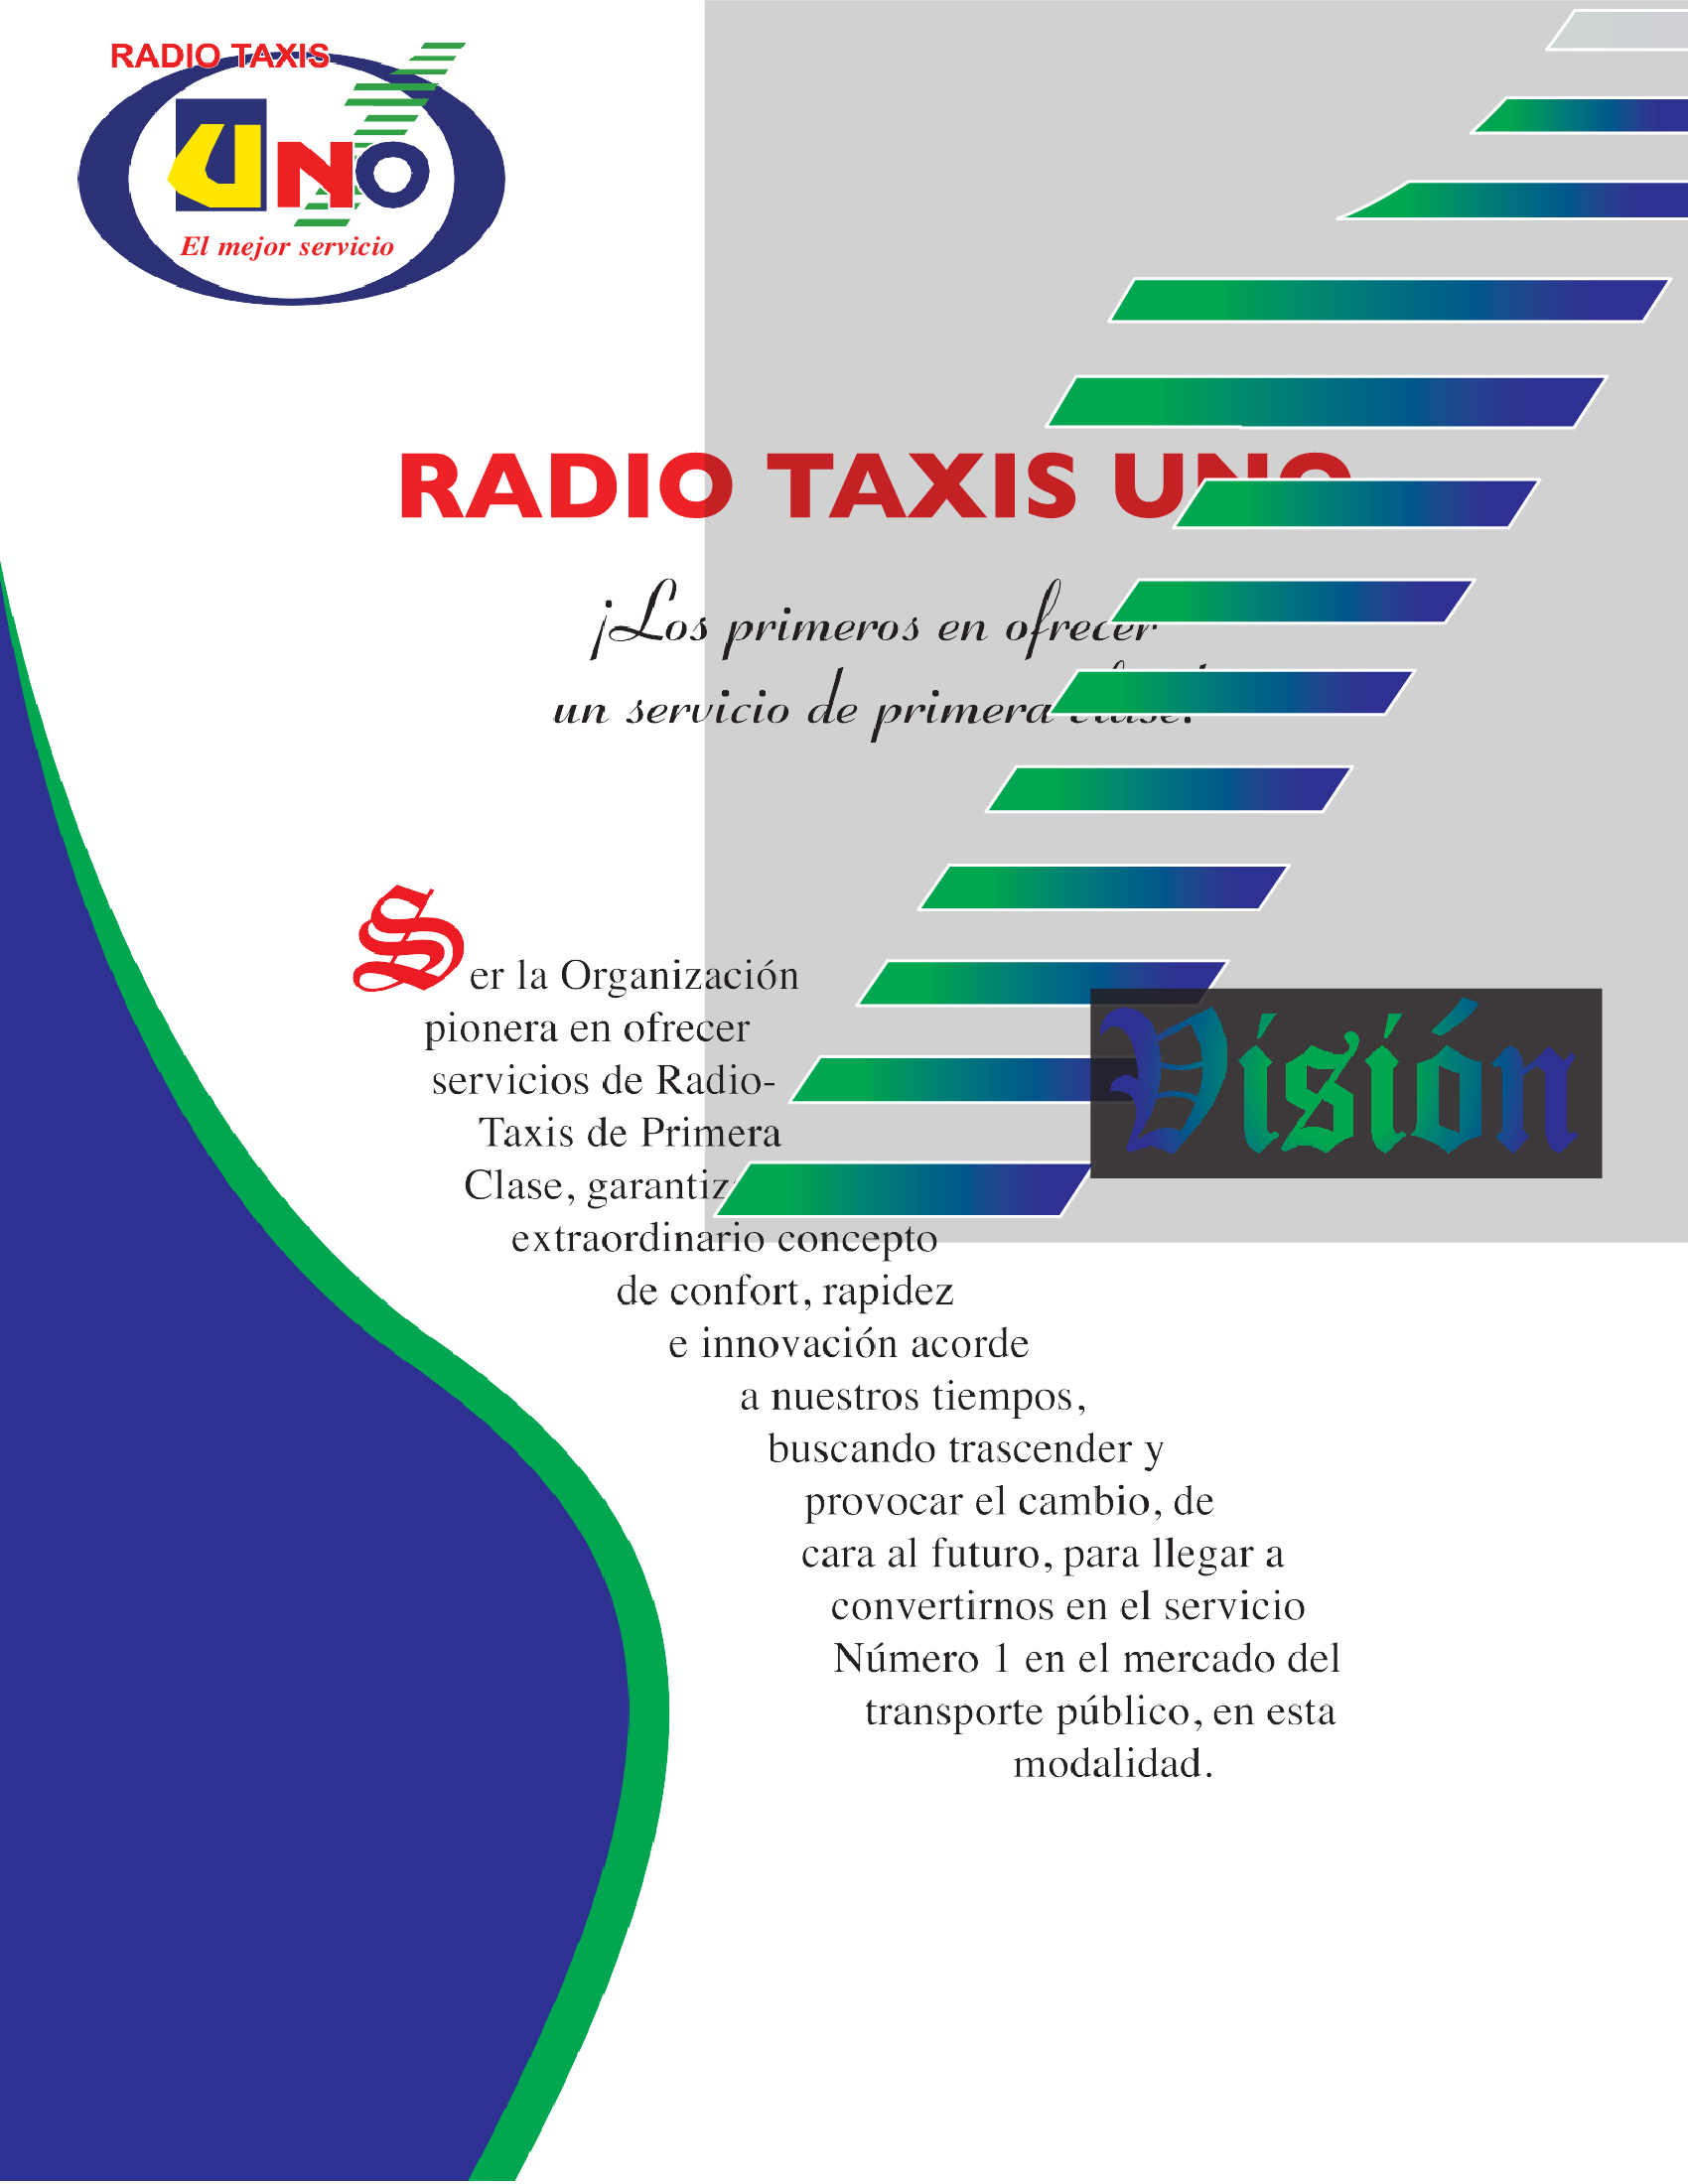 RADIO TAXIS
UNO
El mejor servicio
RADIO TAXIS UNO
¡Los primeros en ofrecer
un servicio de primera clase!
Ser la Organización
pionera en ofrecer
servicios de Radio-
Taxis de Primera
Clase,
extraordinario concepto
de confort, rapidez
e innovación acorde
a nuestros tiempos,
buscando trascender y
provocar el cambio, de
cara al futuro, para llegar a
convertirnos en el servicio
Número 1 en el mercado del
transporte público, en esta
modalidad.
Visión